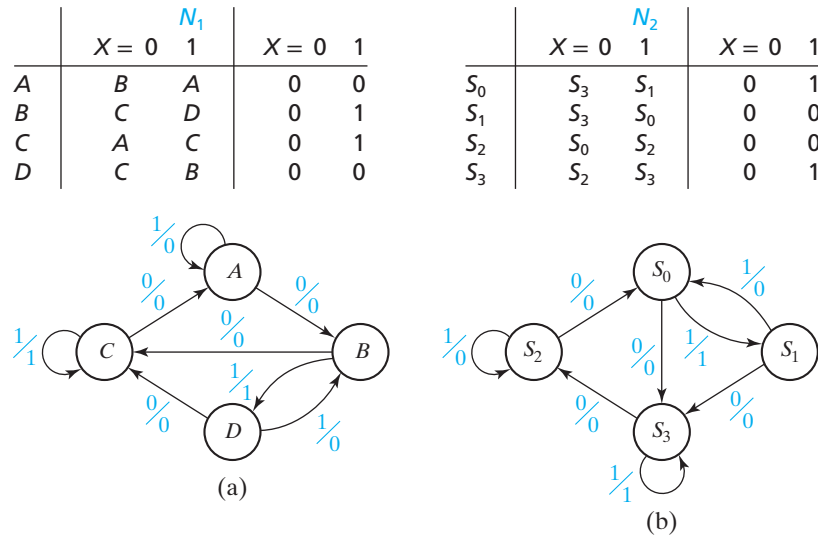 N1
X = 0 1 X = 0 1
A B A 0 0
B C D 0 1
C A C 0 1
D C B 0 0
N2
X = 0 1 X = 0 1
S0 S3 S1 0 1
S1 S3 S0 0 0
S2 S0 S2 0 0
S3 S2 S3 0 1
1/0
A
0/0
0/0
0/0
1/1
C
B
1/1
0/0
D
1/0
(a)
S0
0/0
1/0
1/0
S2
0/0
1/1
S1
0/0
0/0
S3
1/1
(b)